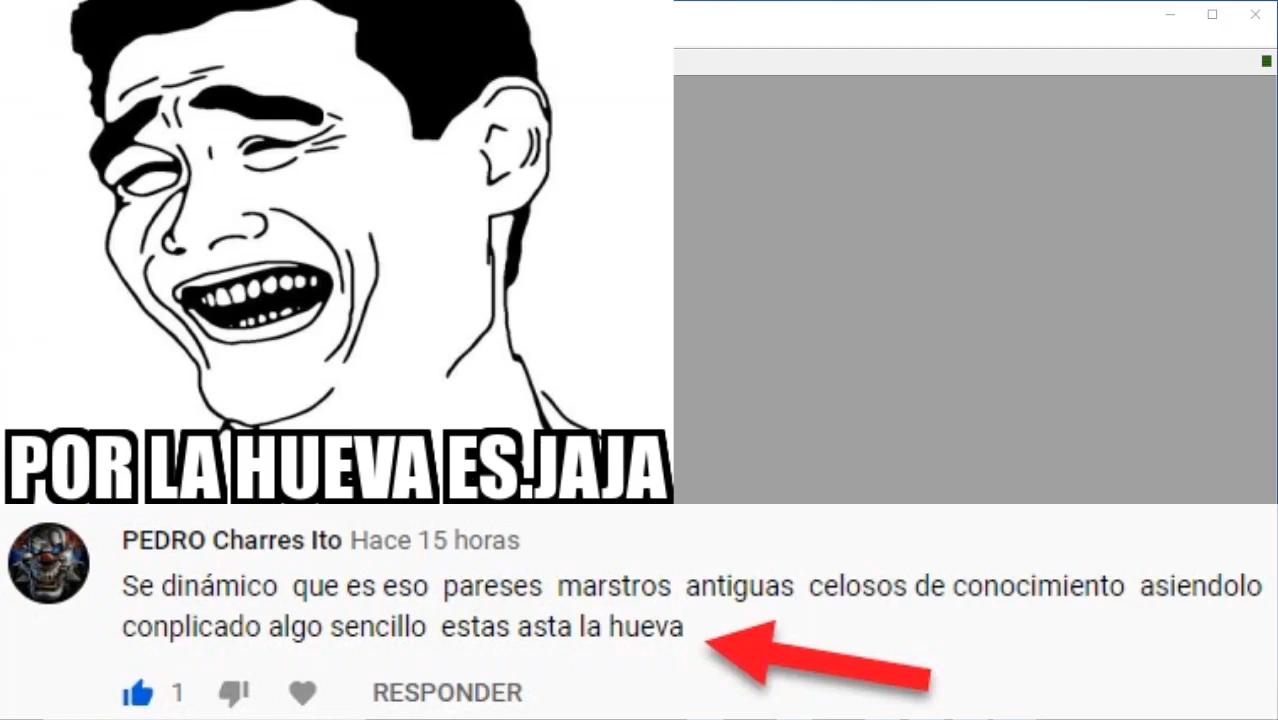 POR LA HUEVA ES.JAJA
PEDRO Charres Ito Hace 15 horas
Se dinámico que es eso pareses marstros antiguas celosos de conocimiento asiendolo
conplicado algo sencillo estas asta la hueva
1 RESPONDER